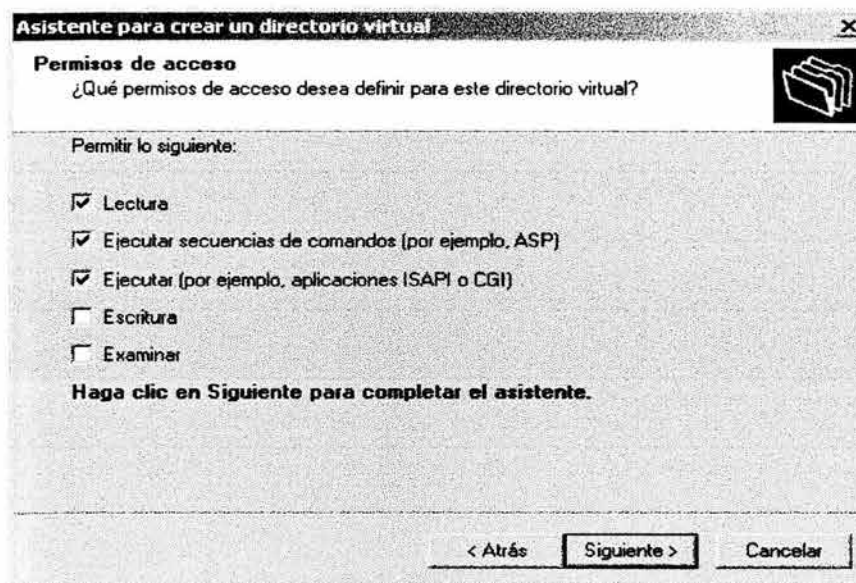 Asistente para crear un directorio virtual
Permisos de acceso
¿Qué permisos de acceso desea definir para este directorio virtual?
Permitir lo siguiente:
Lectura
Ejecutar secuencias de comandos (por ejemplo, ASP)
Ejecutar (por ejemplo, aplicaciones ISAPI o CGI)
Escritura
Examinar
Haga clic en Siguiente para completar el asistente.
< Atrás Siguiente > Cancelar